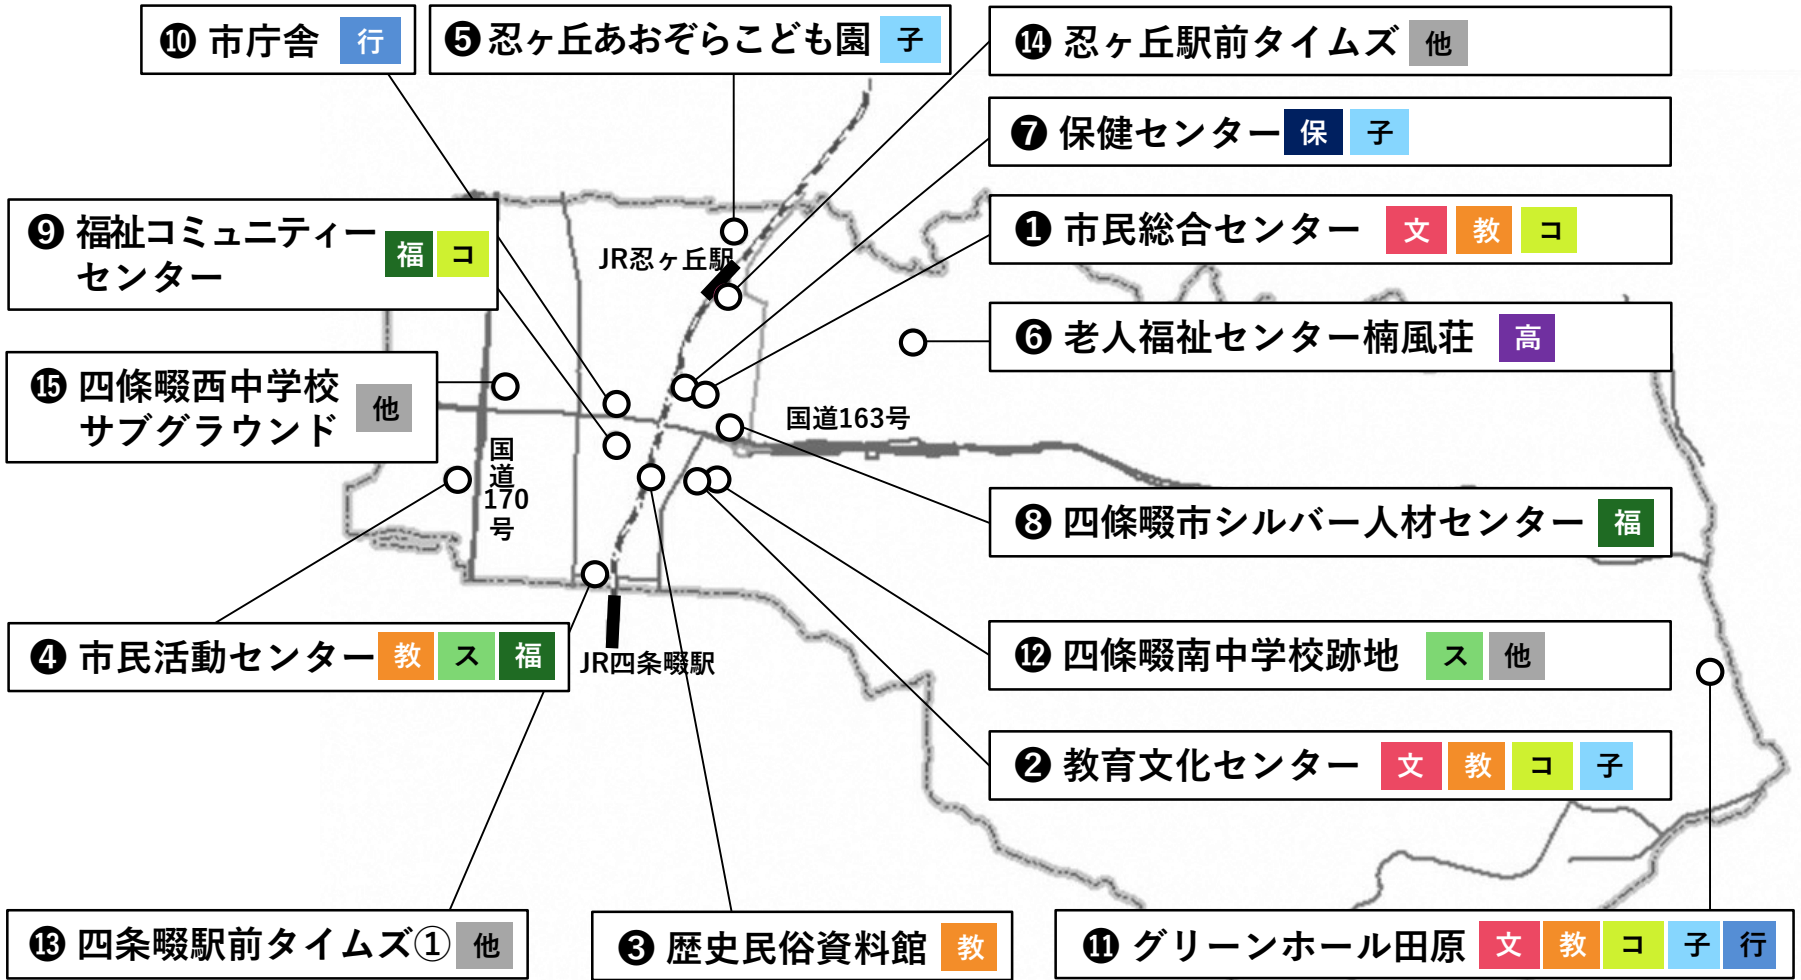 ❿ 市庁舎 行
❺ 忍ヶ丘あおぞらこども園 子
⓮ 忍ヶ丘駅前タイムズ 他
❼ 保健センター 保 子
❾ 福祉コミュニティー
センター 福 コ
❶ 市民総合センター 文 教 コ
JR忍ヶ丘駅
❻ 老人福祉センター楠風荘 高
⓯ 四條畷西中学校
サブグラウンド 他
国道163号
国
道
170
号
❽ 四條畷市シルバー人材センター 福
❹ 市民活動センター 教 ス 福
JR四条畷駅
⓬ 四條畷南中学校跡地 ス 他
❷ 教育文化センター 文 教 コ 子
⓭ 四条畷駅前タイムズ① 他
❸ 歴史民俗資料館 教
⓫ グリーンホール田原 文 教 コ 子 行